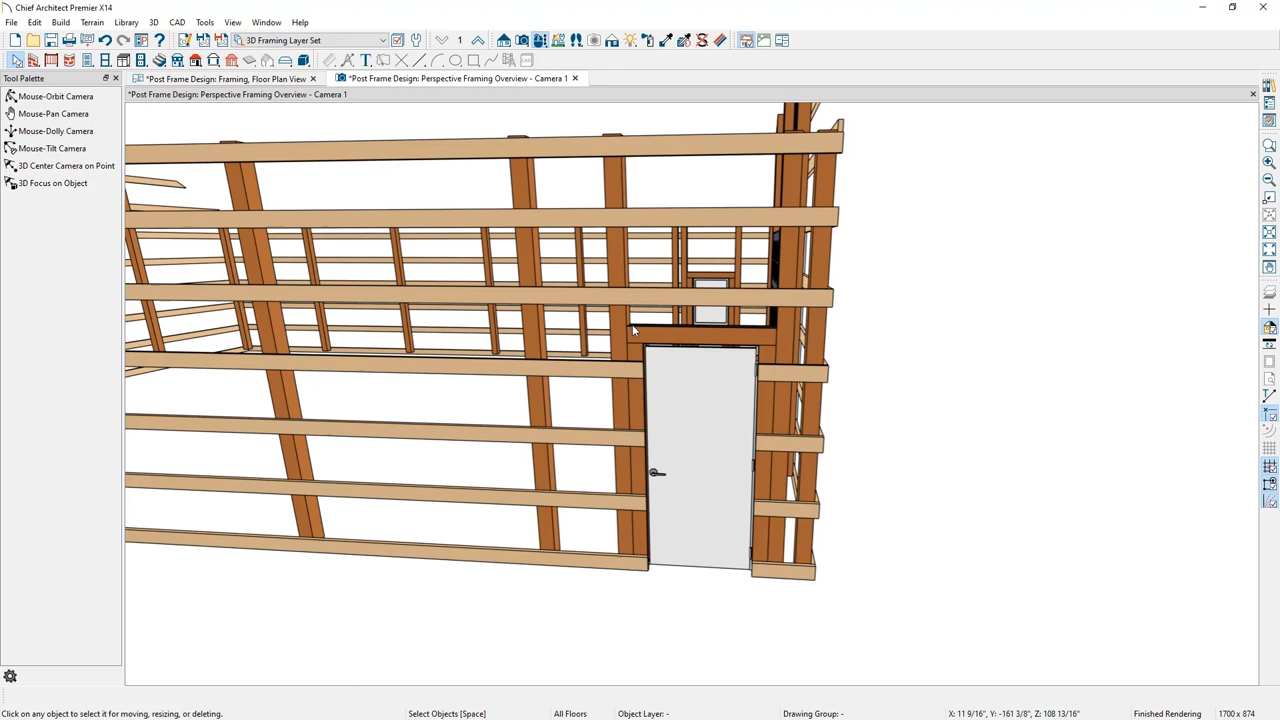 Chief Architect Premier X14
File Edit Build Terrain Library 3D CAD Tools View Window Help
3D Framing Layer Set
1
Tool Palette
*Post Frame Design: Framing, Floor Plan View
*Post Frame Design: Perspective Framing Overview - Camera 1
*Post Frame Design: Perspective Framing Overview - Camera 1
Mouse-Orbit Camera
Mouse-Pan Camera
Mouse-Dolly Camera
Mouse-Tilt Camera
3D Center Camera on Point
3D Focus on Object
Click on any object to select it for moving, resizing, or deleting.
Select Objects [Space]
All Floors
Object Layer: -
Drawing Group: -
X: 11 9/16", Y: -161 3/8", Z: 108 13/16"
Finished Rendering
1700 x 874